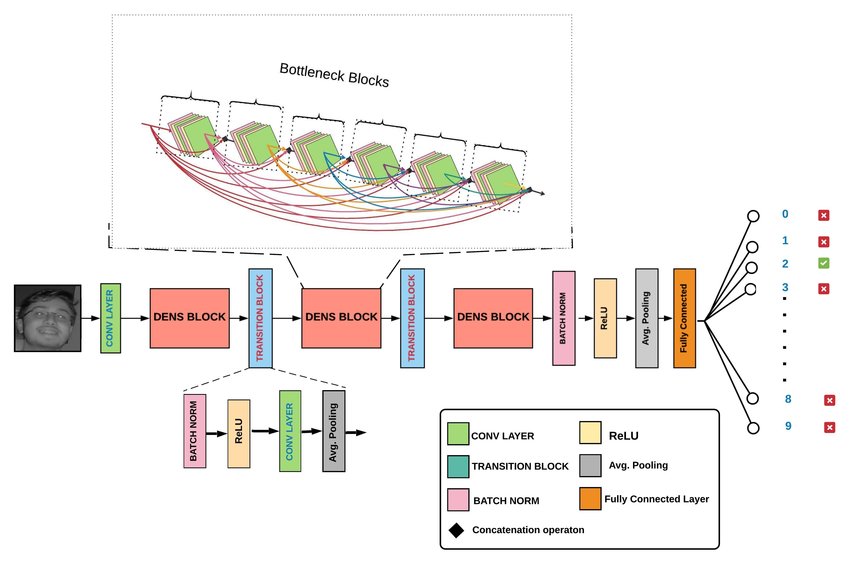 Bottleneck Blocks
CONV LAYER
DENS BLOCK
TRANSITION BLOCK
DENS BLOCK
TRANSITION BLOCK
DENS BLOCK
BATCH NORM
ReLU
Avg. Pooling
Fully Connected
0
1
2
3
8
9
BATCH NORM
ReLU
CONV LAYER
Avg. Pooling
CONV LAYER
ReLU
TRANSITION BLOCK
Avg. Pooling
BATCH NORM
Fully Connected Layer
Concatenation operaton